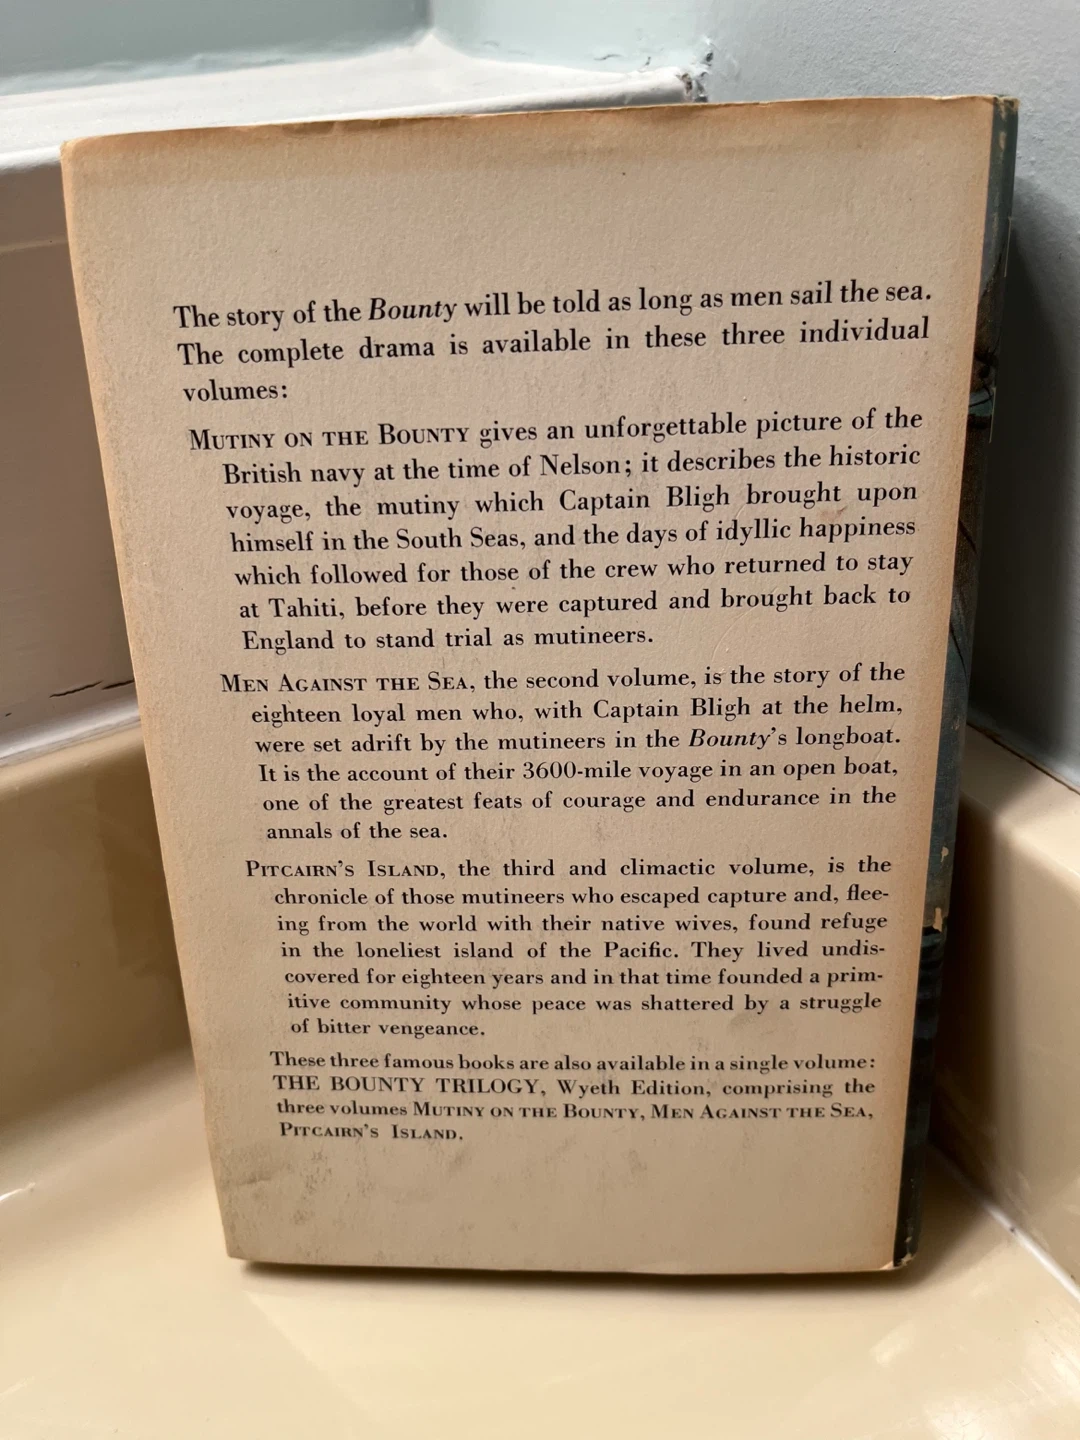 The story of the Bounty will be told as long as men sail the sea.
The complete drama is available in these three individual
volumes:
MUTINY ON THE BOUNTY gives an unforgettable picture of the
British navy at the time of Nelson; it describes the historic
voyage, the mutiny which Captain Bligh brought upon
himself in the South Seas, and the days of idyllic happiness
which followed for those of the crew who returned to stay
at Tahiti, before they were captured and brought back to
England to stand trial as mutineers.
MEN AGAINST THE SEA, the second volume, is the story of the
eighteen loyal men who, with Captain Bligh at the helm,
were set adrift by the mutineers in the Bounty's longboat.
It is the account of their 3600-mile voyage in an open boat,
one of the greatest feats of courage and endurance in the
annals of the sea.
PITCAIRN'S ISLAND, the third and climactic volume, is the
chronicle of those mutineers who escaped capture and, flee-
ing from the world with their native wives, found refuge
in the loneliest island of the Pacific. They lived undis-
covered for eighteen years and in that time founded a prim-
itive community whose peace was shattered by a struggle
of bitter vengeance.
These three famous books are also available in a single volume:
THE BOUNTY TRILOGY, Wyeth Edition, comprising the
three volumes MUTINY ON THE BOUNTY, MEN AGAINST THE SEA,
PITCAIRN'S ISLAND.